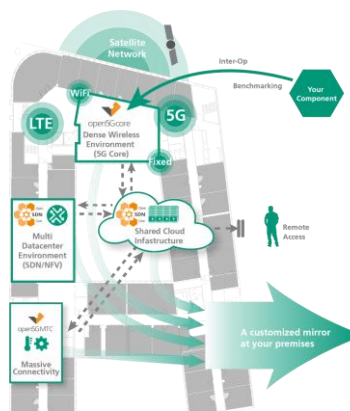 Satellite
Network
Inter-Op
WiFi
Benchmarking
Your
Component
LTE
5G
open5Gcore
Dense Wireless
Environment
(5G Core)
Fixed
SDN
SDN
Multi
Datacenter
Environment
(SDN/NFV)
Shared Cloud
Infastructure
Remote
Access
open5GMTC
Massive
Connectivity
A customized mirror
at your premises